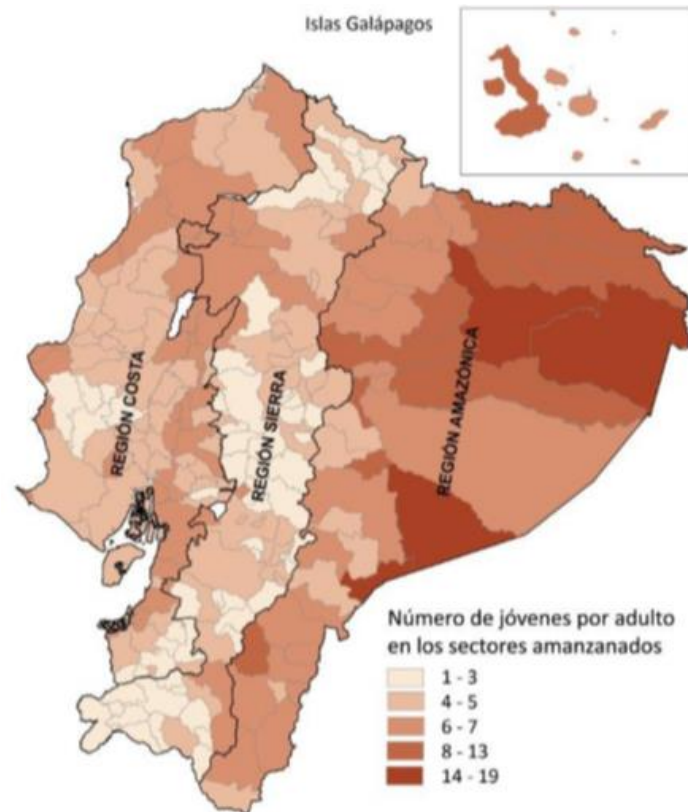 Islas Galápagos
REGIÓN COSTA
REGIÓN SIERRA
REGIÓN AMAZÓNICA
Número de jóvenes por adulto
en los sectores amanzanados
1 - 3
4 - 5
6 - 7
8 - 13
14 - 19